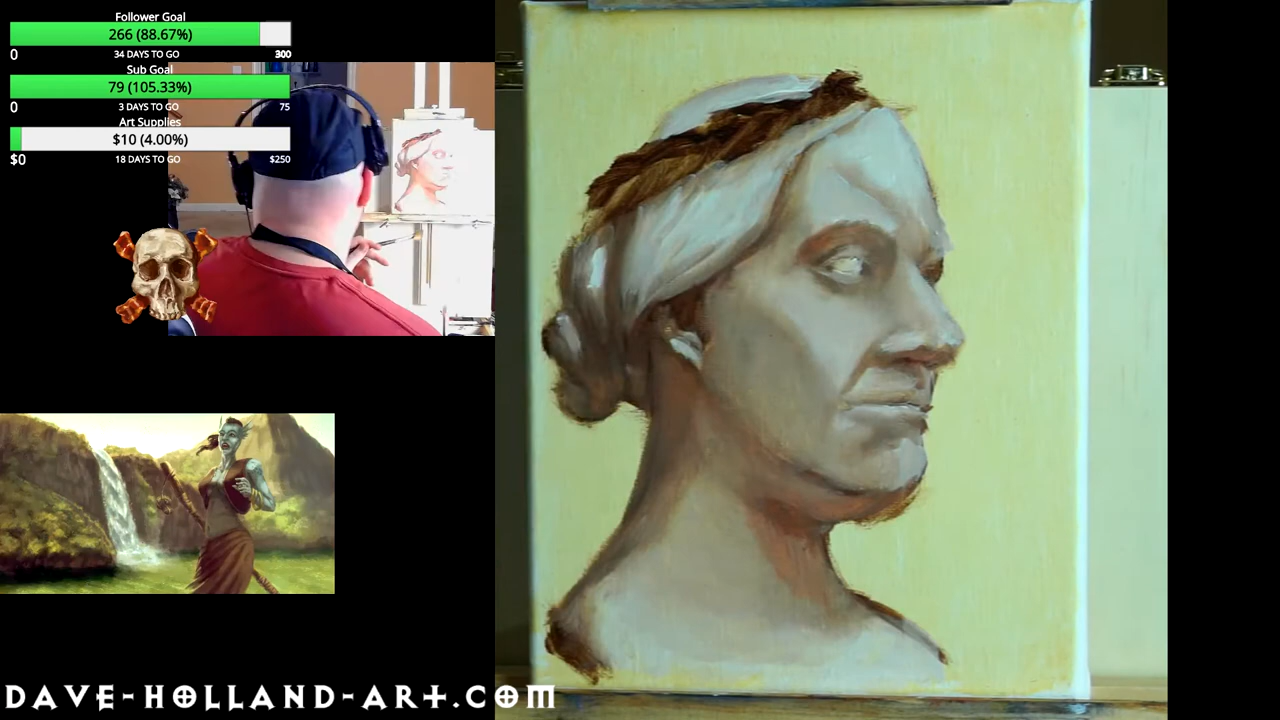 Follower Goal
266 (88.67%)
0 34 DAYS TO GO 300
Sub Goal
79 (105.33%)
0 3 DAYS TO GO 75
Art Supplies
$10 (4.00%)
$0 18 DAYS TO GO $250
DAVE-HOLLAND-ART.COM